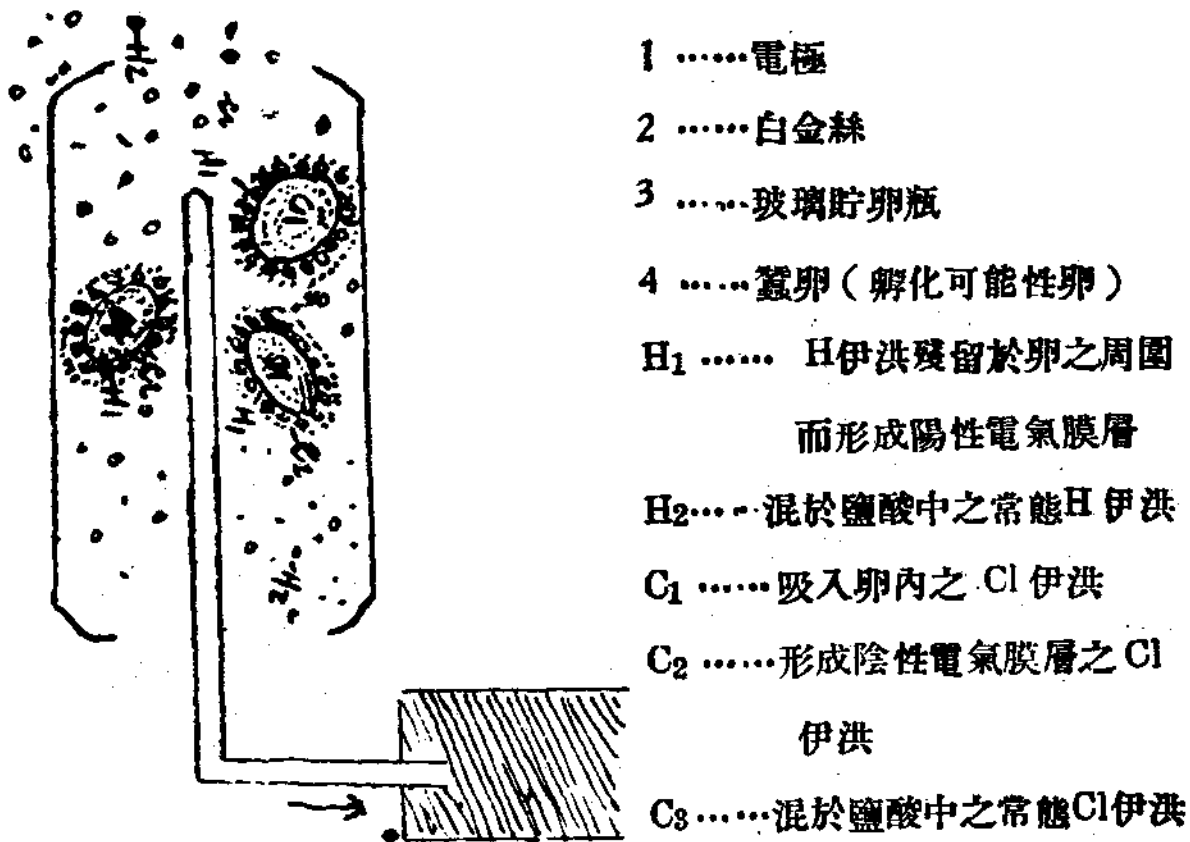 1 ……電極
2 ……白金絲
3 ……玻璃貯卵瓶
4 ……蠶卵（孵化可能性卵）
H1 …… H伊洪殘留於卵之周圍
而形成陽性電氣膜層
H2……混於鹽酸中之常態H伊洪
C1 ……吸入卵內之 Cl 伊洪
C2 ……形成陰性電氣膜層之 Cl
伊洪
C3……混於鹽酸中之常態Cl伊洪
H2
H1
H1
H1